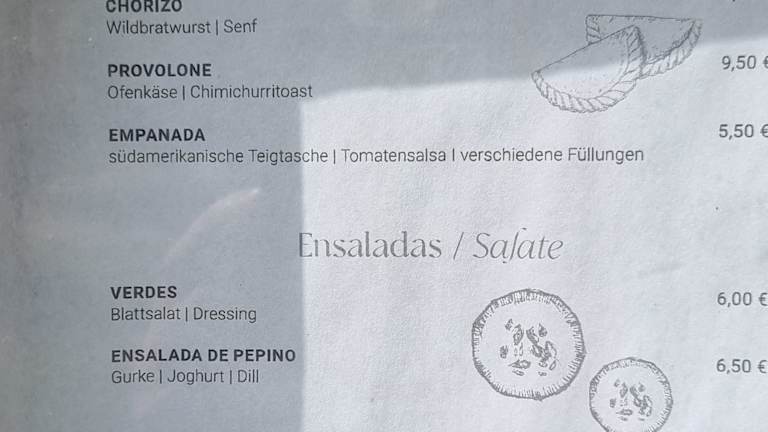 CHORIZO
Wildbratwurst | Senf
PROVOLONE 9,50 €
Ofenkäse | Chimichurritoast
EMPANADA 5,50 €
südamerikanische Teigtasche | Tomatensalsa I verschiedene Füllungen
Ensaladas / Salate
VERDES 6,00 €
Blattsalat | Dressing
ENSALADA DE PEPINO 6,50 €
Gurke | Joghurt | Dill